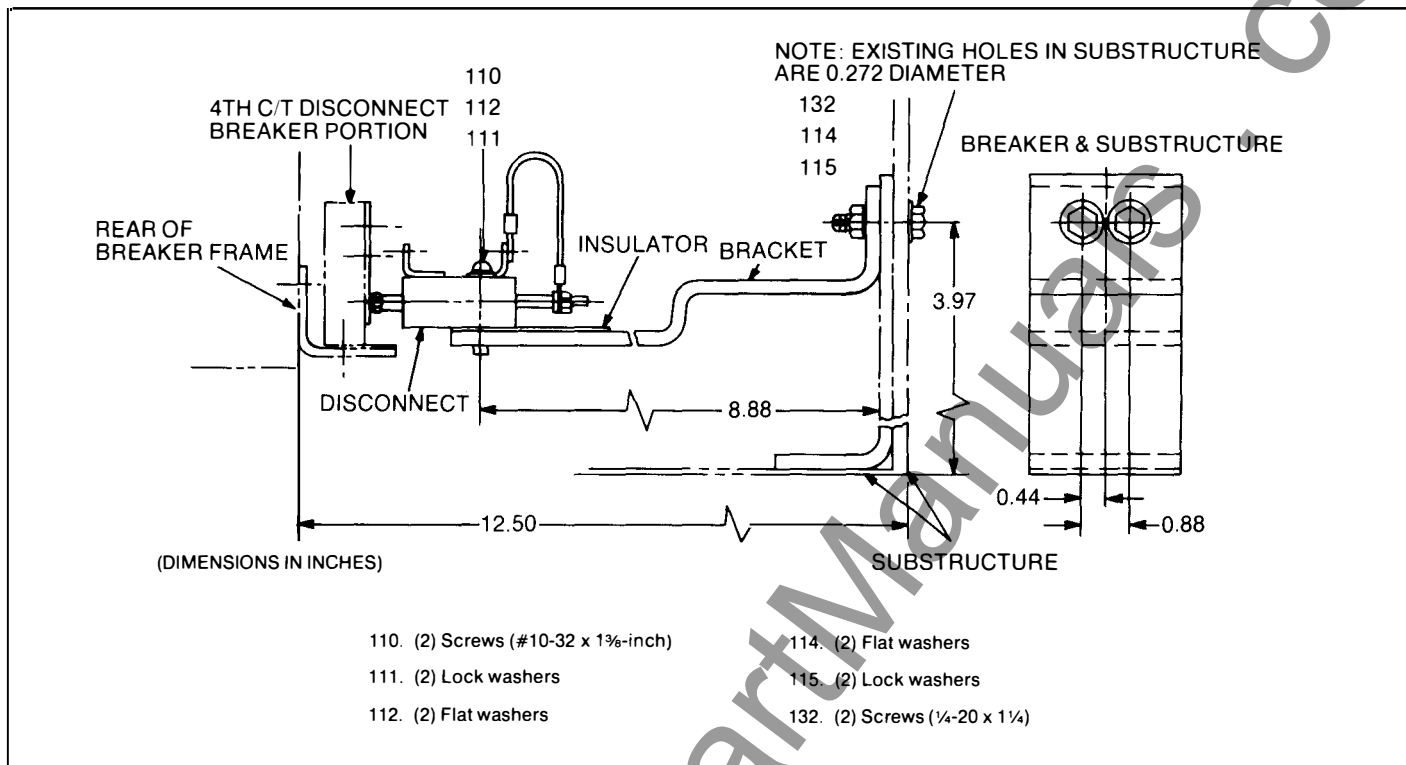 NOTE: EXISTING HOLES IN SUBSTRUCTURE
ARE 0.272 DIAMETER
110
112
111
4TH C/T DISCONNECT
BREAKER PORTION
132
114
115
BREAKER & SUBSTRUCTURE
REAR OF
BREAKER FRAME
INSULATOR
BRACKET
3.97
DISCONNECT
8.88
0.44
12.50
0.88
(DIMENSIONS IN INCHES)
SUBSTRUCTURE
110. (2) Screws (#10-32 x 1⅜-inch)
111. (2) Lock washers
112. (2) Flat washers
114. (2) Flat washers
115. (2) Lock washers
132. (2) Screws (¼-20 x 1¼)
artManuals.co